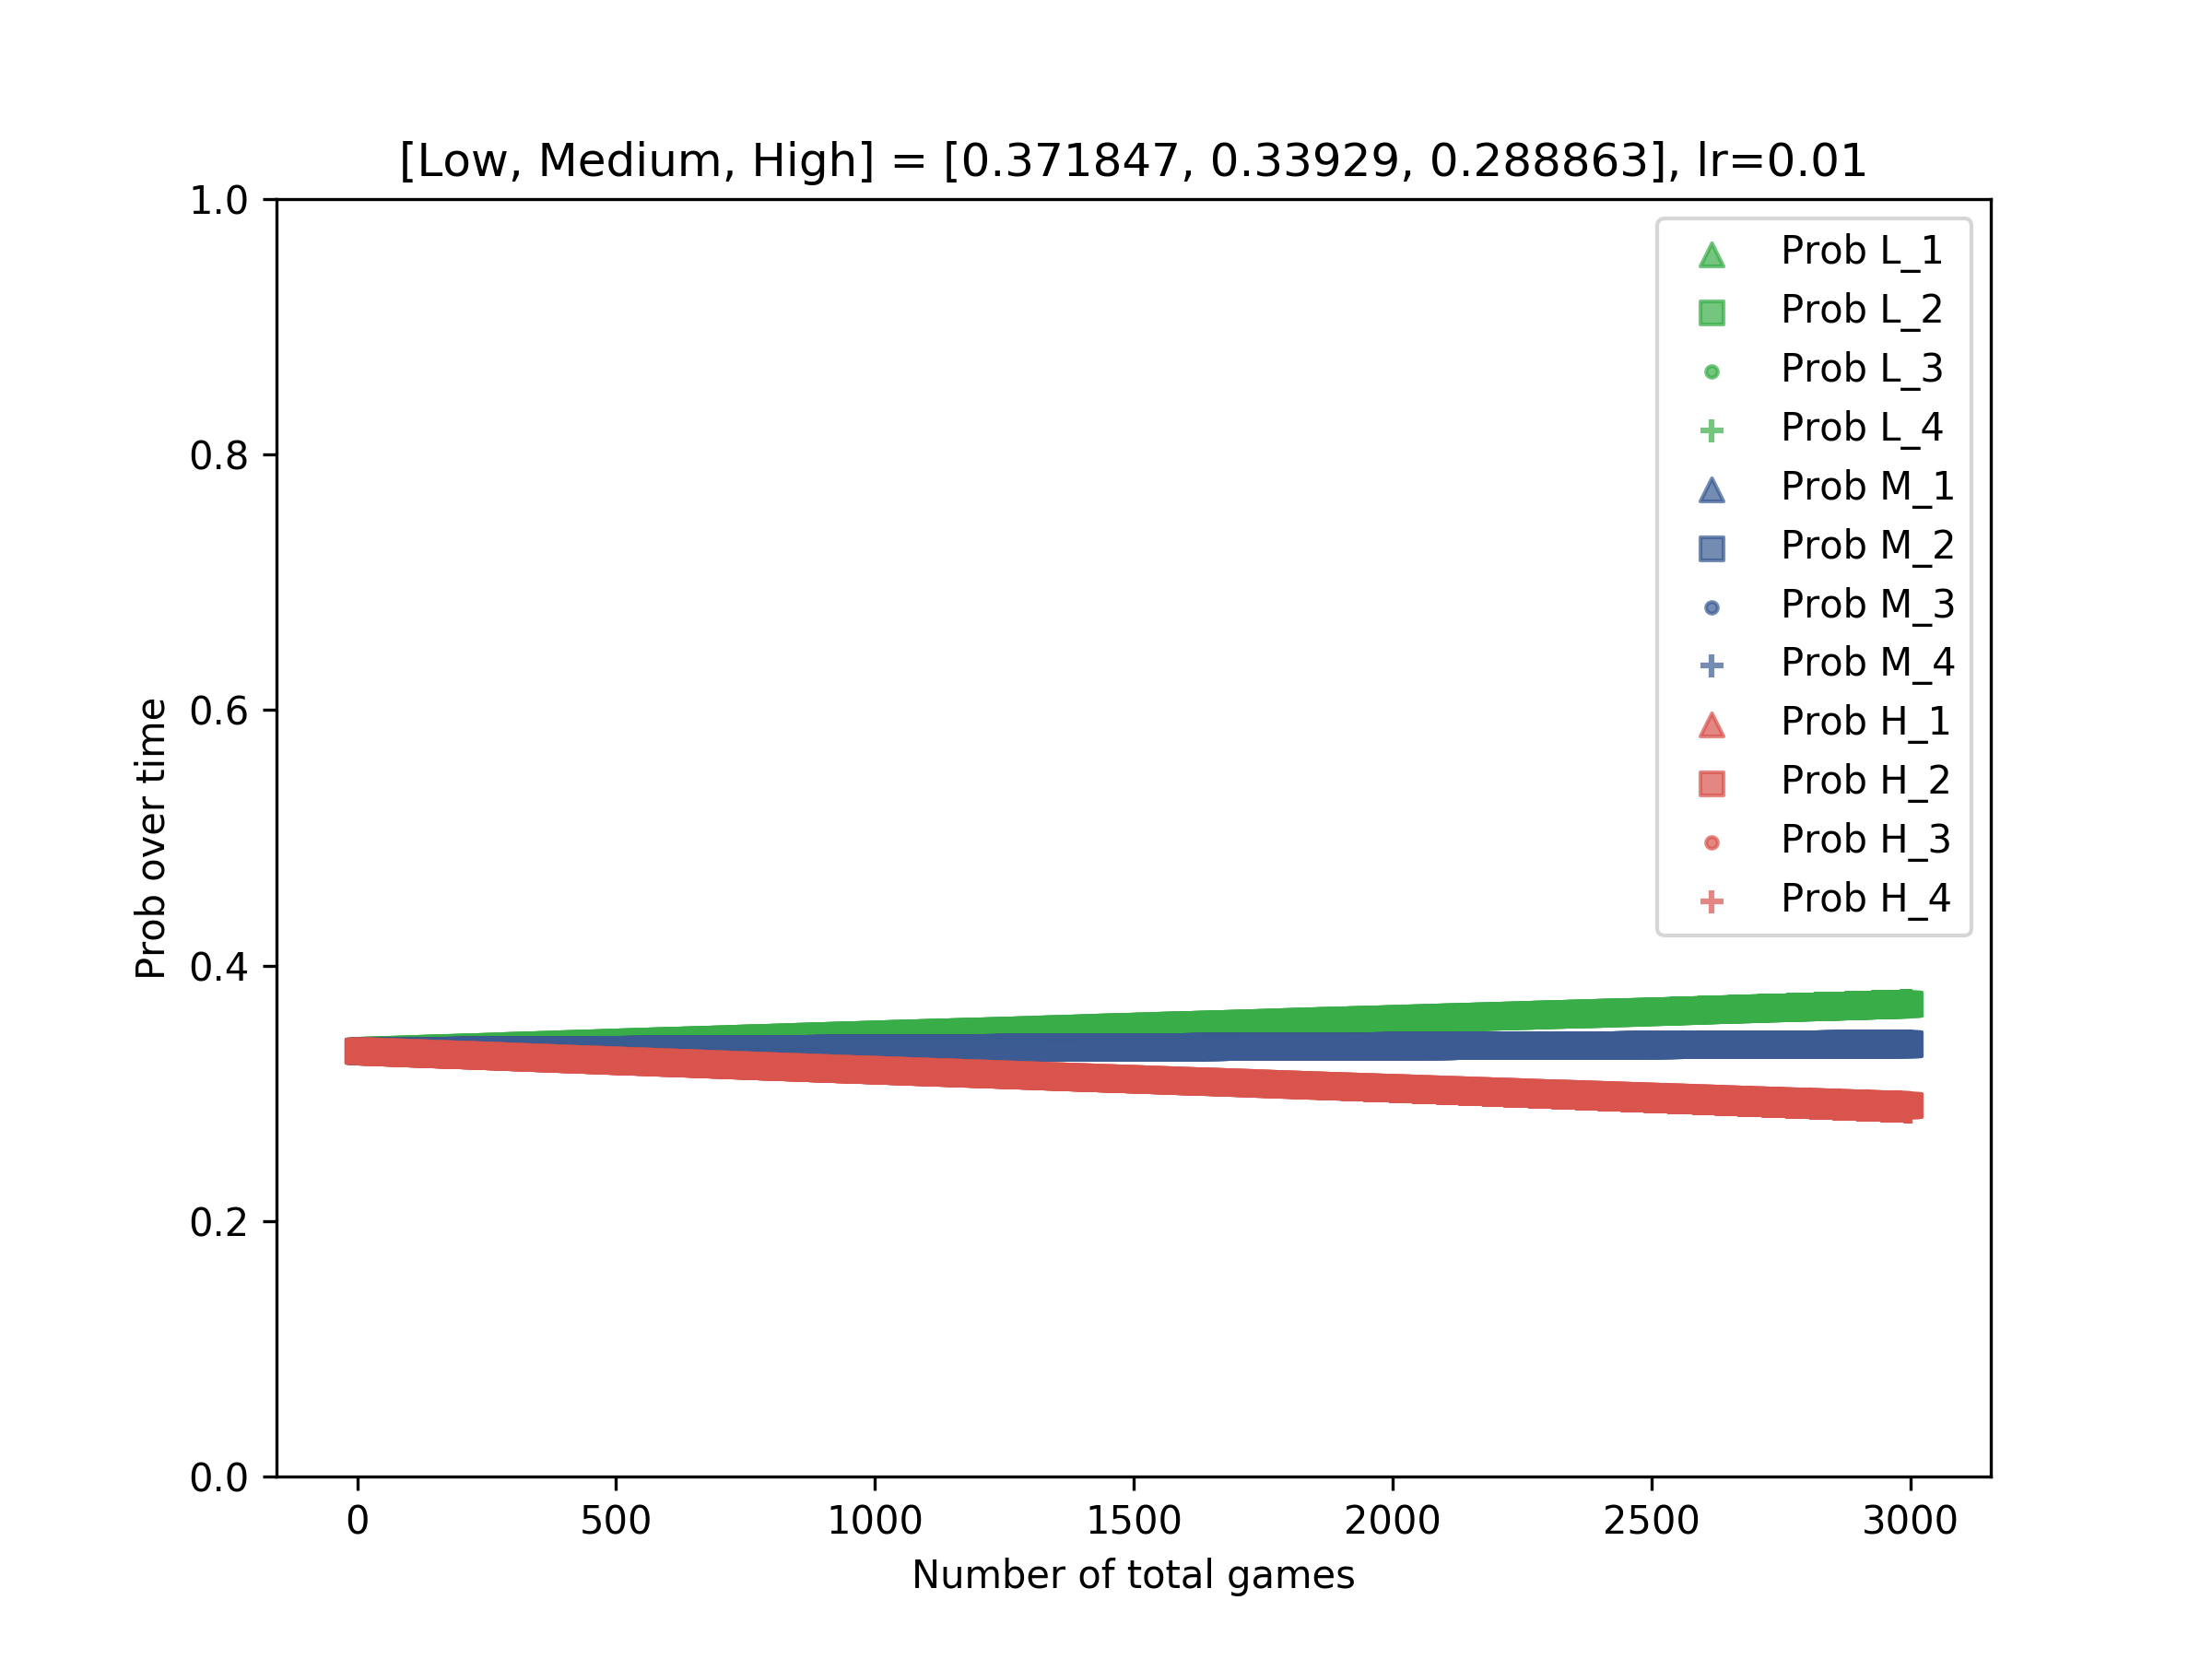 [Low, Medium, High] = [0.371847, 0.33929, 0.288863], lr=0.01
1.0
0.8
0.6
0.4
0.2
0.0
Prob over time
Prob L_1
Prob L_2
Prob L_3
Prob L_4
Prob M_1
Prob M_2
Prob M_3
Prob M_4
Prob H_1
Prob H_2
Prob H_3
Prob H_4
0 500 1000 1500 2000 2500 3000
Number of total games